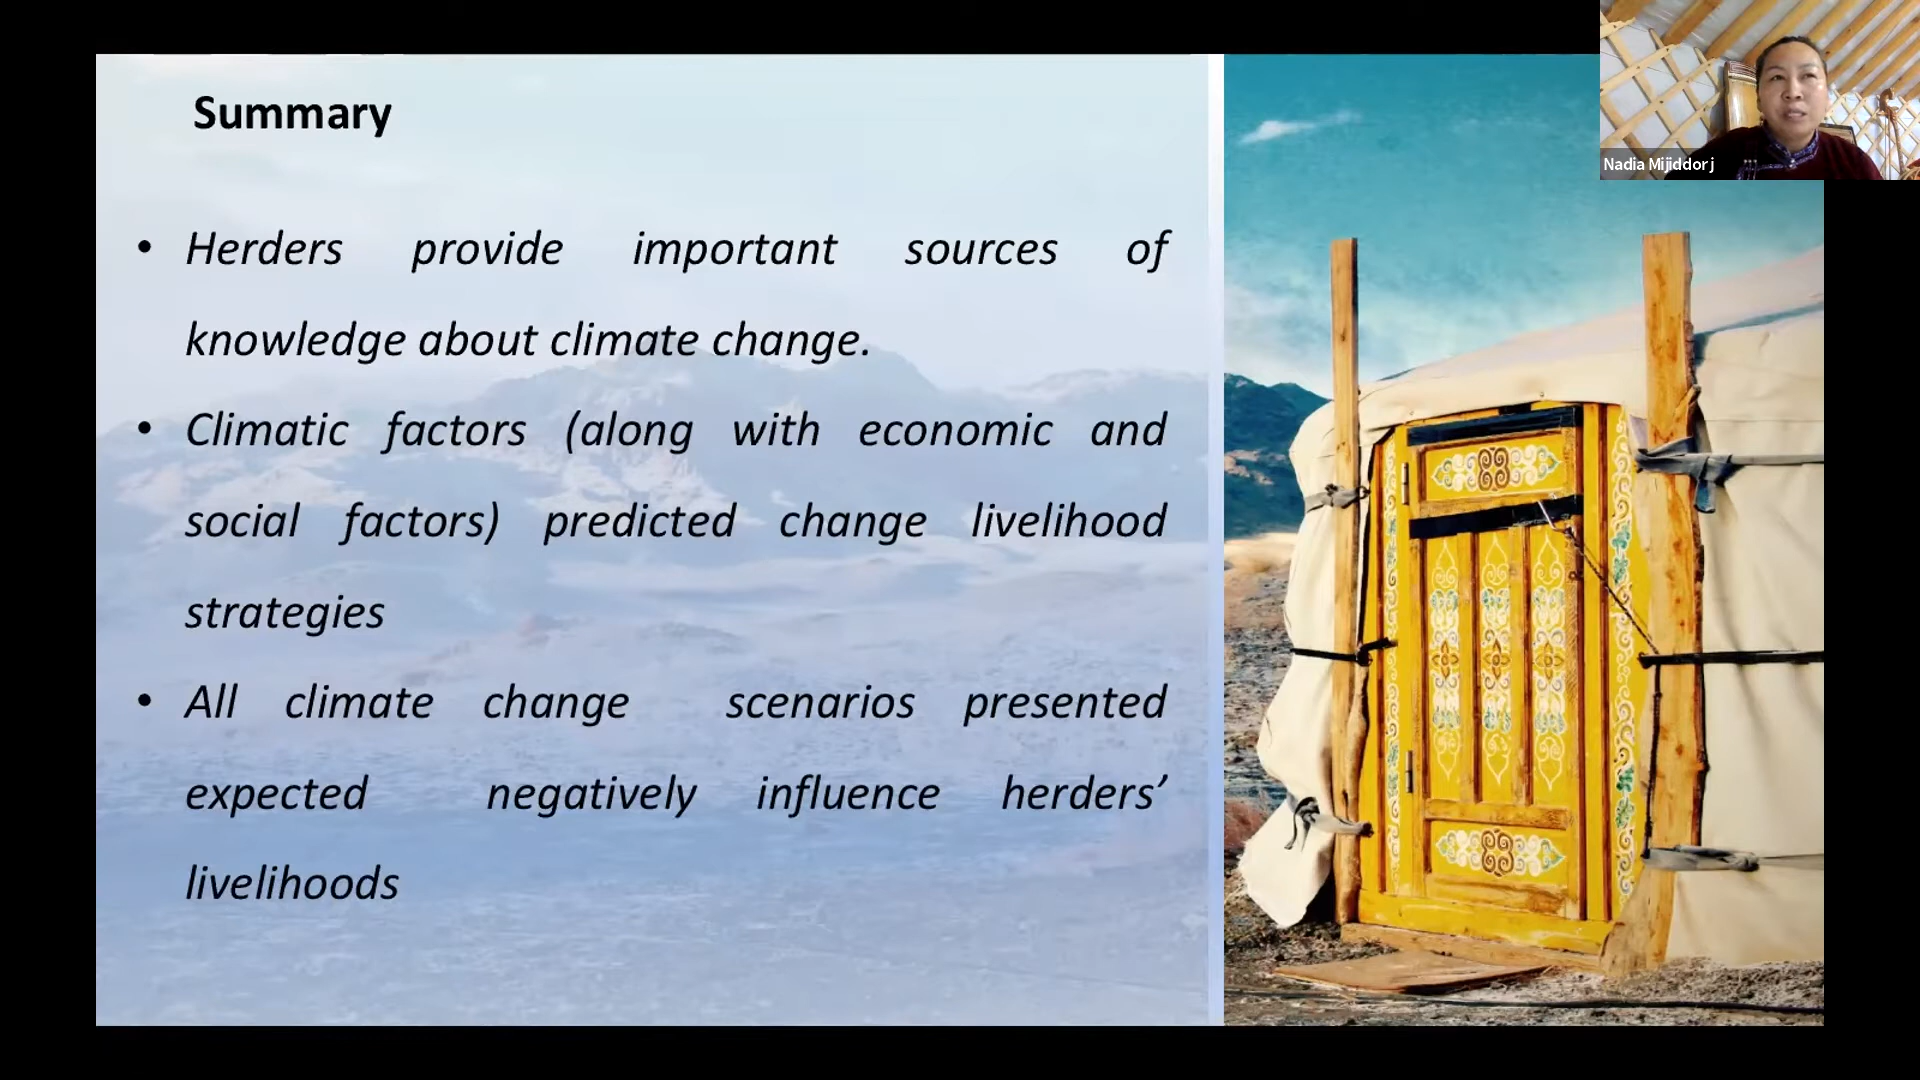 Summary
Nadia Mijiddorj
• Herders provide important sources of
knowledge about climate change.
• Climatic factors (along with economic and
social factors) predicted change livelihood
strategies
• All climate change scenarios presented
expected negatively influence herders’
livelihoods